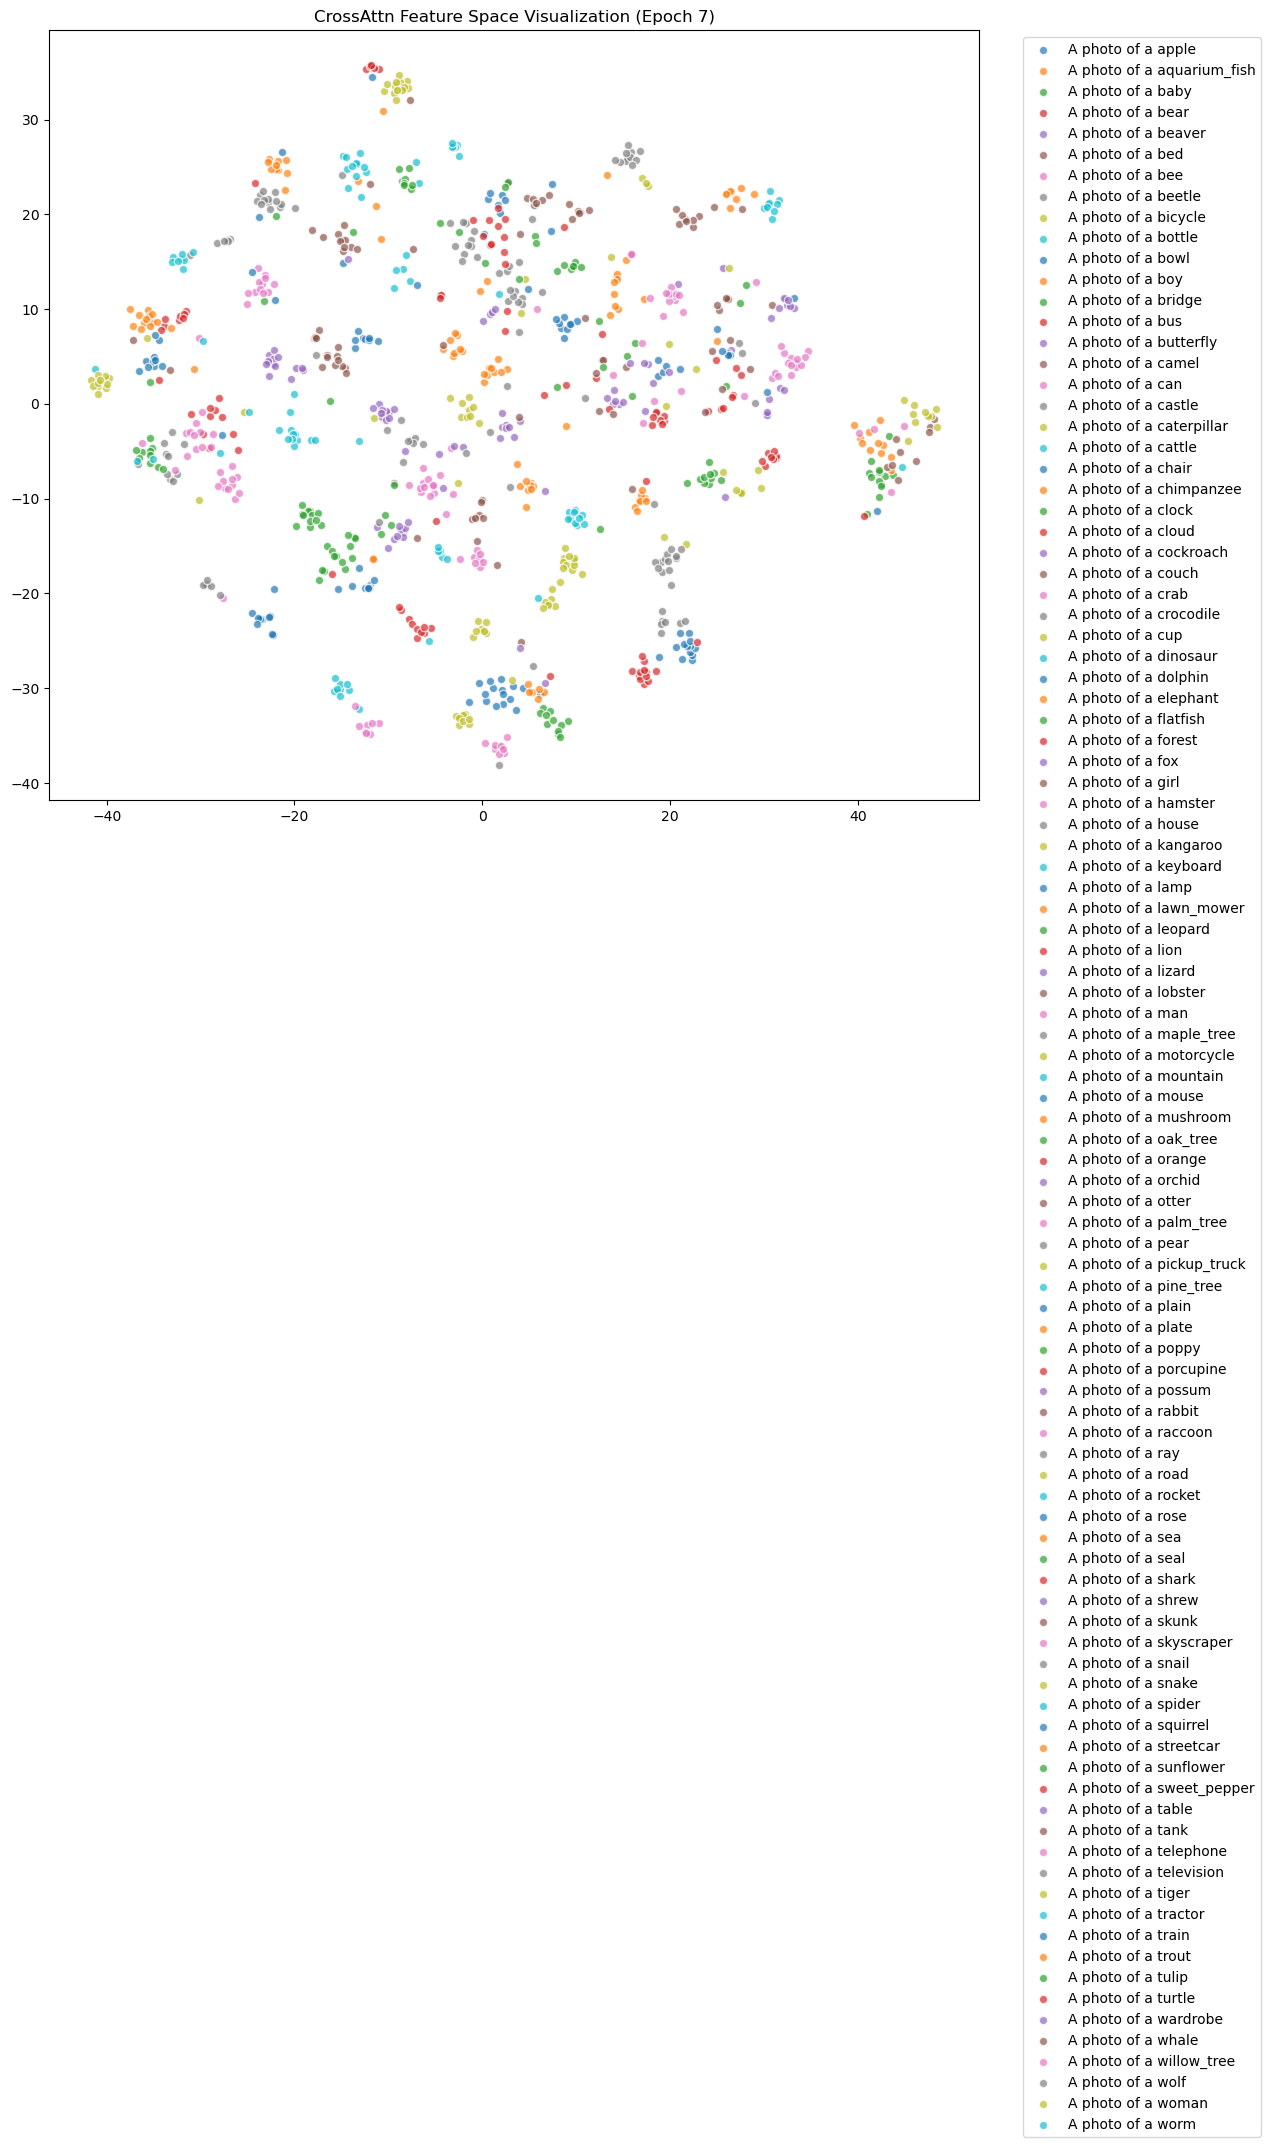 CrossAttn Feature Space Visualization (Epoch 7)
30
20
10
0
−10
−20
−30
−40
−40
−20
0
20
40
A photo of a apple
A photo of a aquarium_fish
A photo of a baby
A photo of a bear
A photo of a beaver
A photo of a bed
A photo of a bee
A photo of a beetle
A photo of a bicycle
A photo of a bottle
A photo of a bowl
A photo of a boy
A photo of a bridge
A photo of a bus
A photo of a butterfly
A photo of a camel
A photo of a can
A photo of a castle
A photo of a caterpillar
A photo of a cattle
A photo of a chair
A photo of a chimpanzee
A photo of a clock
A photo of a cloud
A photo of a cockroach
A photo of a couch
A photo of a crab
A photo of a crocodile
A photo of a cup
A photo of a dinosaur
A photo of a dolphin
A photo of a elephant
A photo of a flatfish
A photo of a forest
A photo of a fox
A photo of a girl
A photo of a hamster
A photo of a house
A photo of a kangaroo
A photo of a keyboard
A photo of a lamp
A photo of a lawn_mower
A photo of a leopard
A photo of a lion
A photo of a lizard
A photo of a lobster
A photo of a man
A photo of a maple_tree
A photo of a motorcycle
A photo of a mountain
A photo of a mouse
A photo of a mushroom
A photo of a oak_tree
A photo of a orange
A photo of a orchid
A photo of a otter
A photo of a palm_tree
A photo of a pear
A photo of a pickup_truck
A photo of a pine_tree
A photo of a plain
A photo of a plate
A photo of a poppy
A photo of a porcupine
A photo of a possum
A photo of a rabbit
A photo of a raccoon
A photo of a ray
A photo of a road
A photo of a rocket
A photo of a rose
A photo of a sea
A photo of a seal
A photo of a shark
A photo of a shrew
A photo of a skunk
A photo of a skyscraper
A photo of a snail
A photo of a snake
A photo of a spider
A photo of a squirrel
A photo of a streetcar
A photo of a sunflower
A photo of a sweet_pepper
A photo of a table
A photo of a tank
A photo of a telephone
A photo of a television
A photo of a tiger
A photo of a tractor
A photo of a train
A photo of a trout
A photo of a tulip
A photo of a turtle
A photo of a wardrobe
A photo of a whale
A photo of a willow_tree
A photo of a wolf
A photo of a woman
A photo of a worm